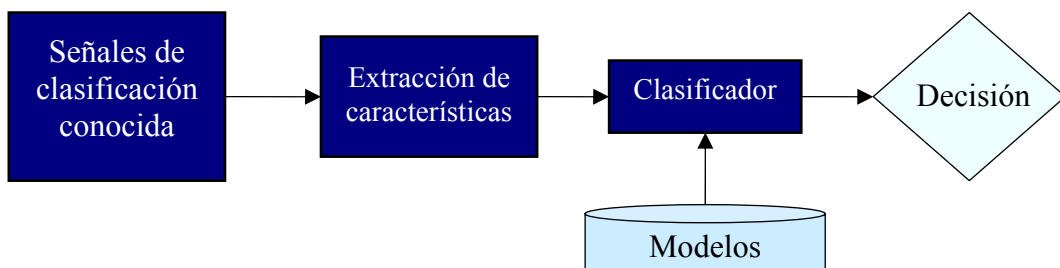 Señales de
clasificación
conocida
Extracción de
características
Clasificador
Decisión
Modelos